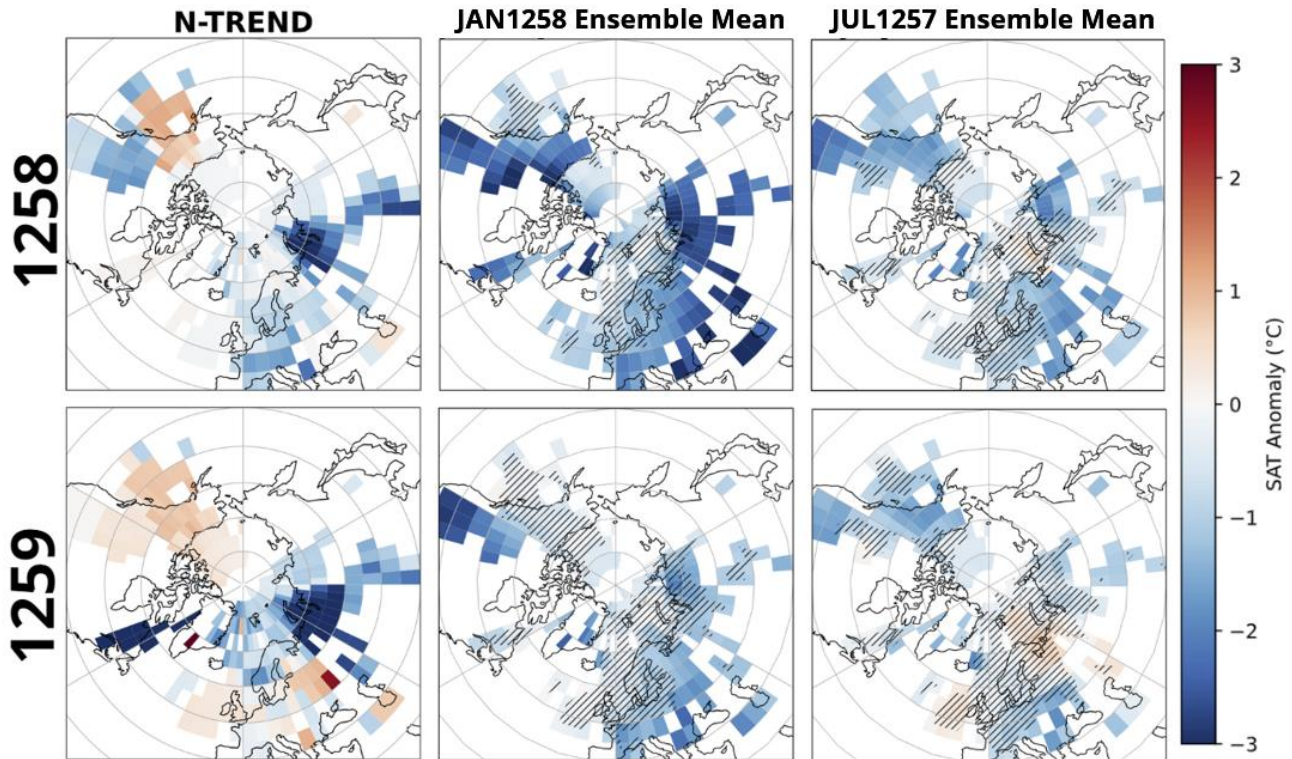 N-TREND
JAN1258 Ensemble Mean
JUL1257 Ensemble Mean
1258
1259
3
2
1
0
−1
−2
−3
SAT Anomaly (°C)